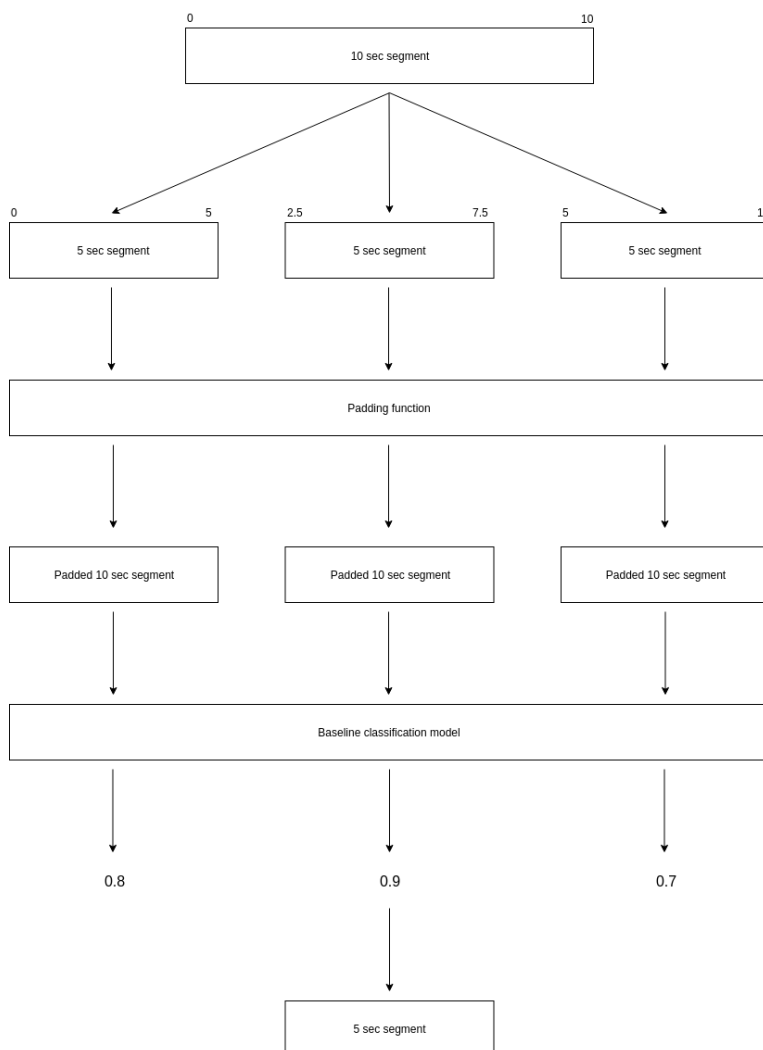 0 10
10 sec segment
0 5 2.5 7.5 5 1
5 sec segment 5 sec segment 5 sec segment
Padding function
Padded 10 sec segment Padded 10 sec segment Padded 10 sec segment
Baseline classification model
0.8 0.9 0.7
5 sec segment